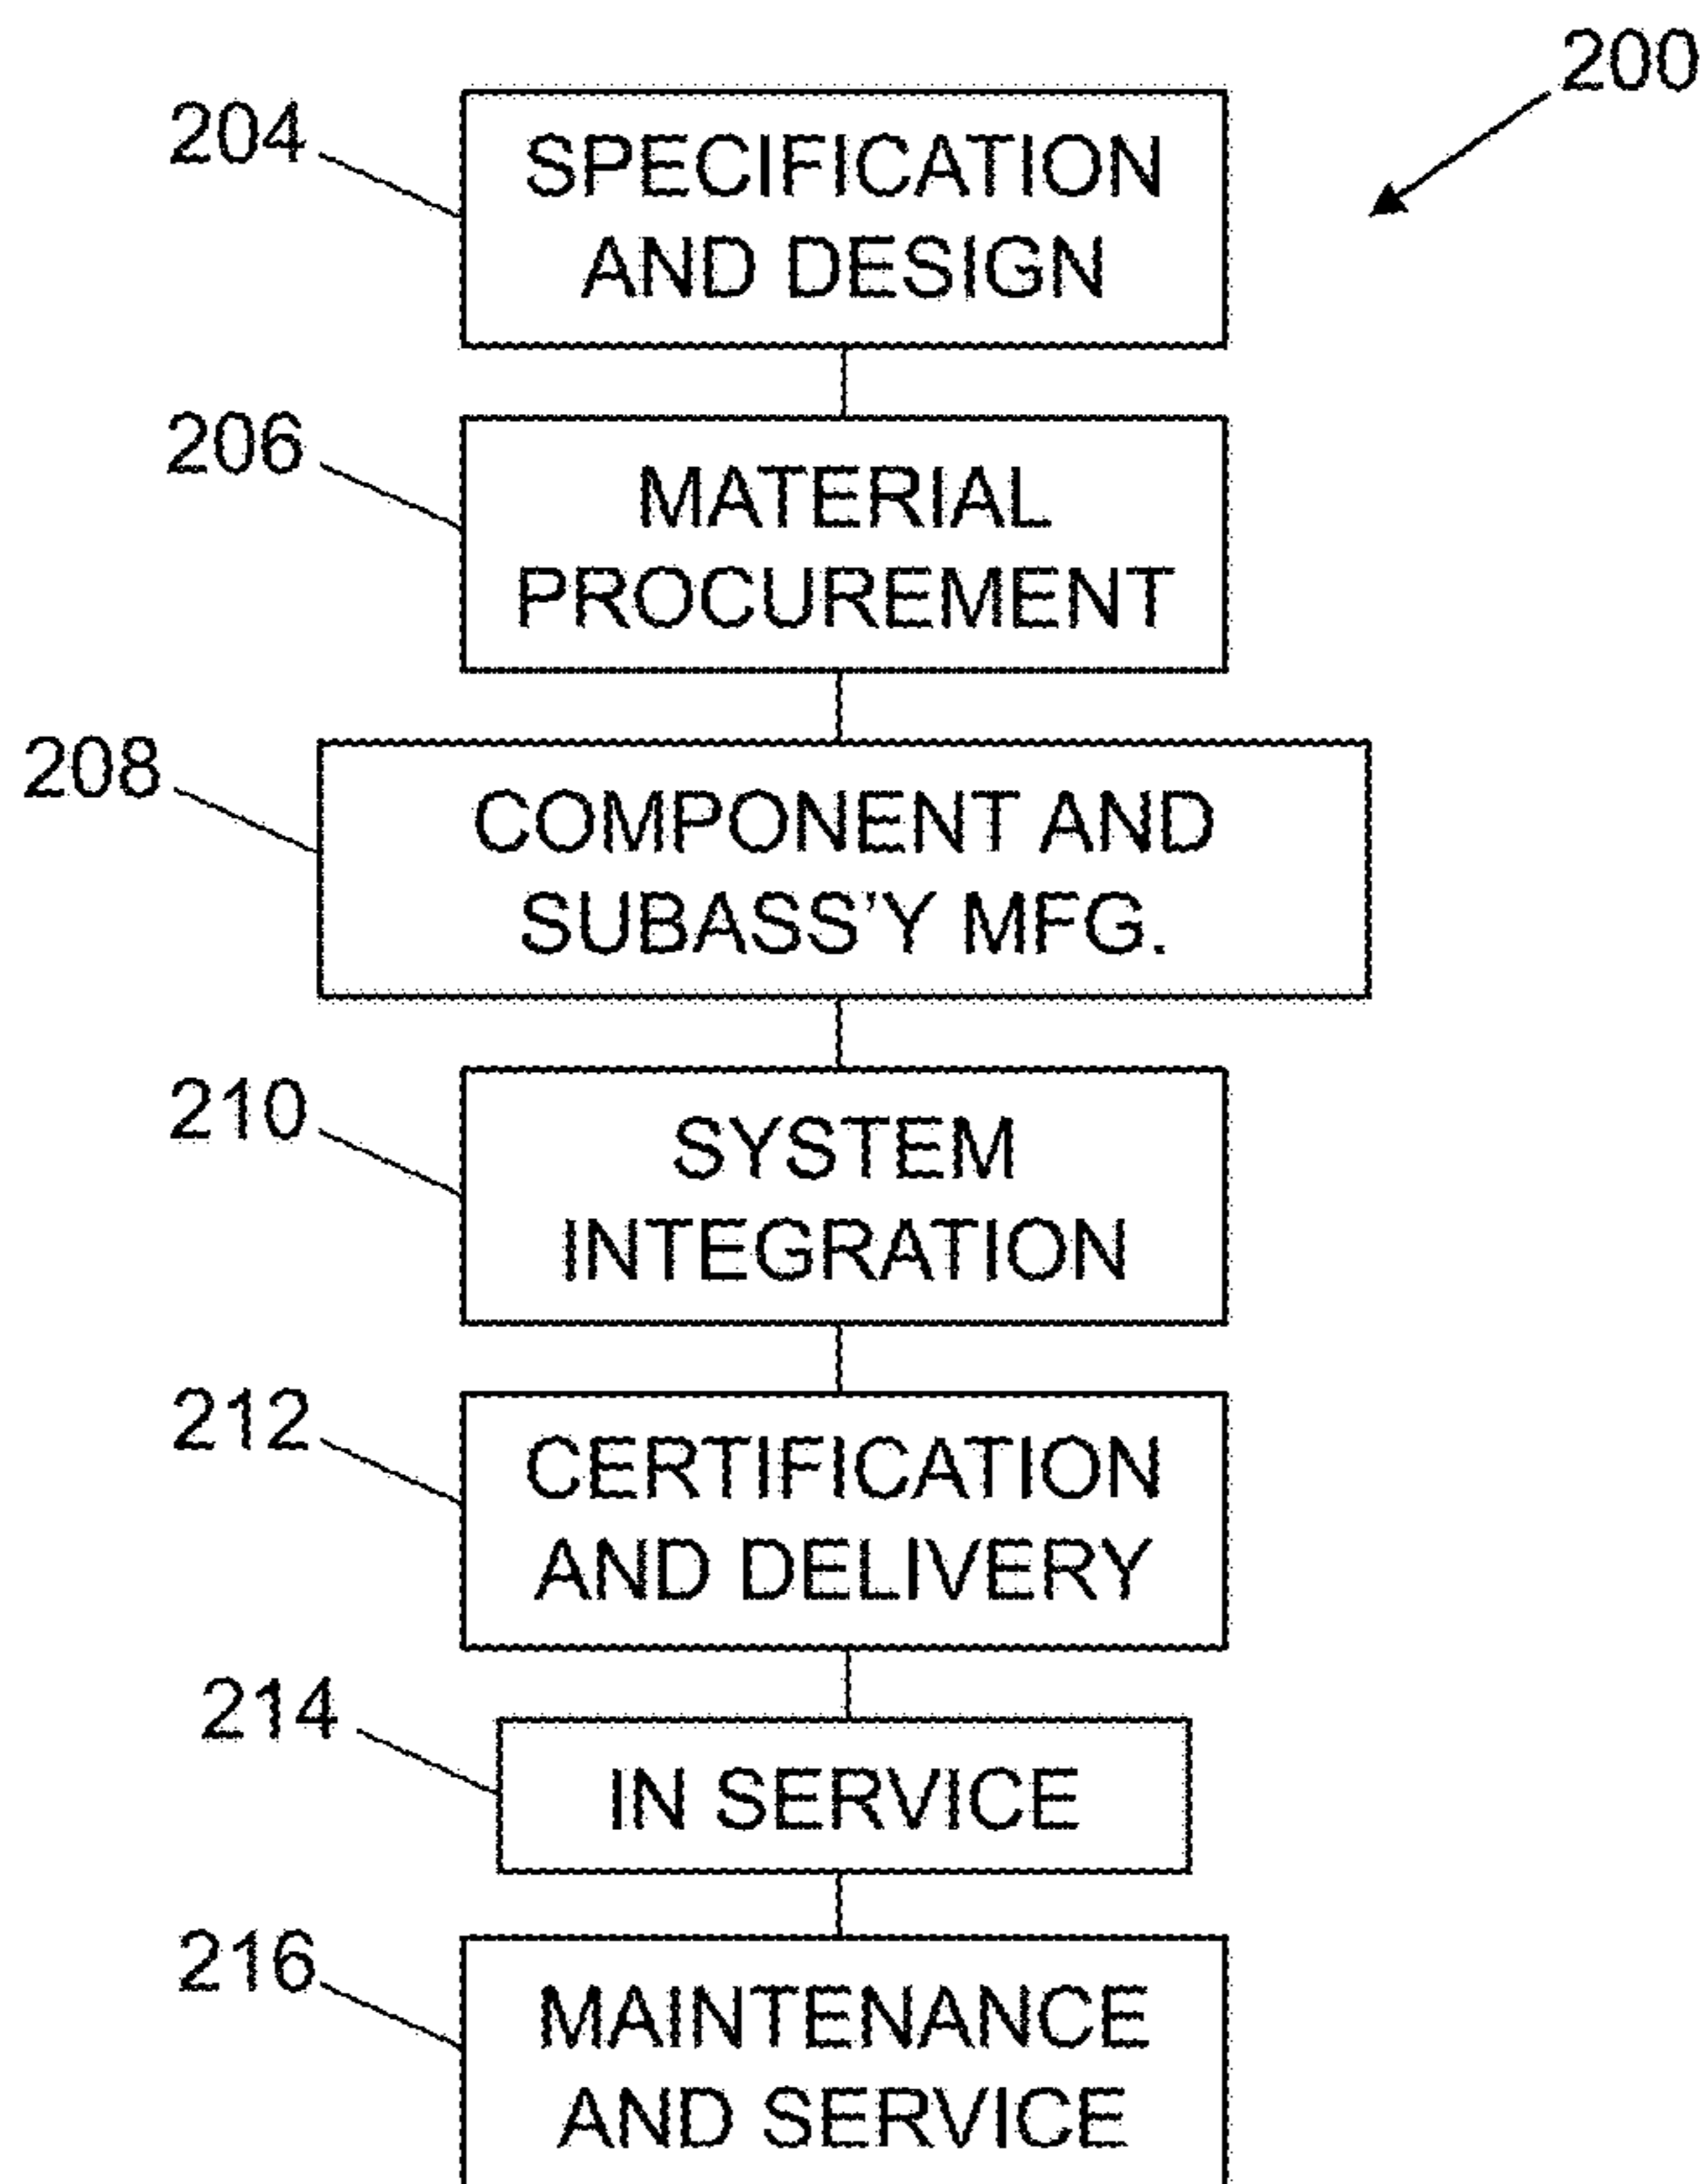 200
204
SPECIFICATION
AND DESIGN
206
MATERIAL
PROCUREMENT
208
COMPONENT AND
SUBASS'Y MFG.
210
SYSTEM
INTEGRATION
212
CERTIFICATION
AND DELIVERY
214
IN SERVICE
216
MAINTENANCE
AND SERVICE